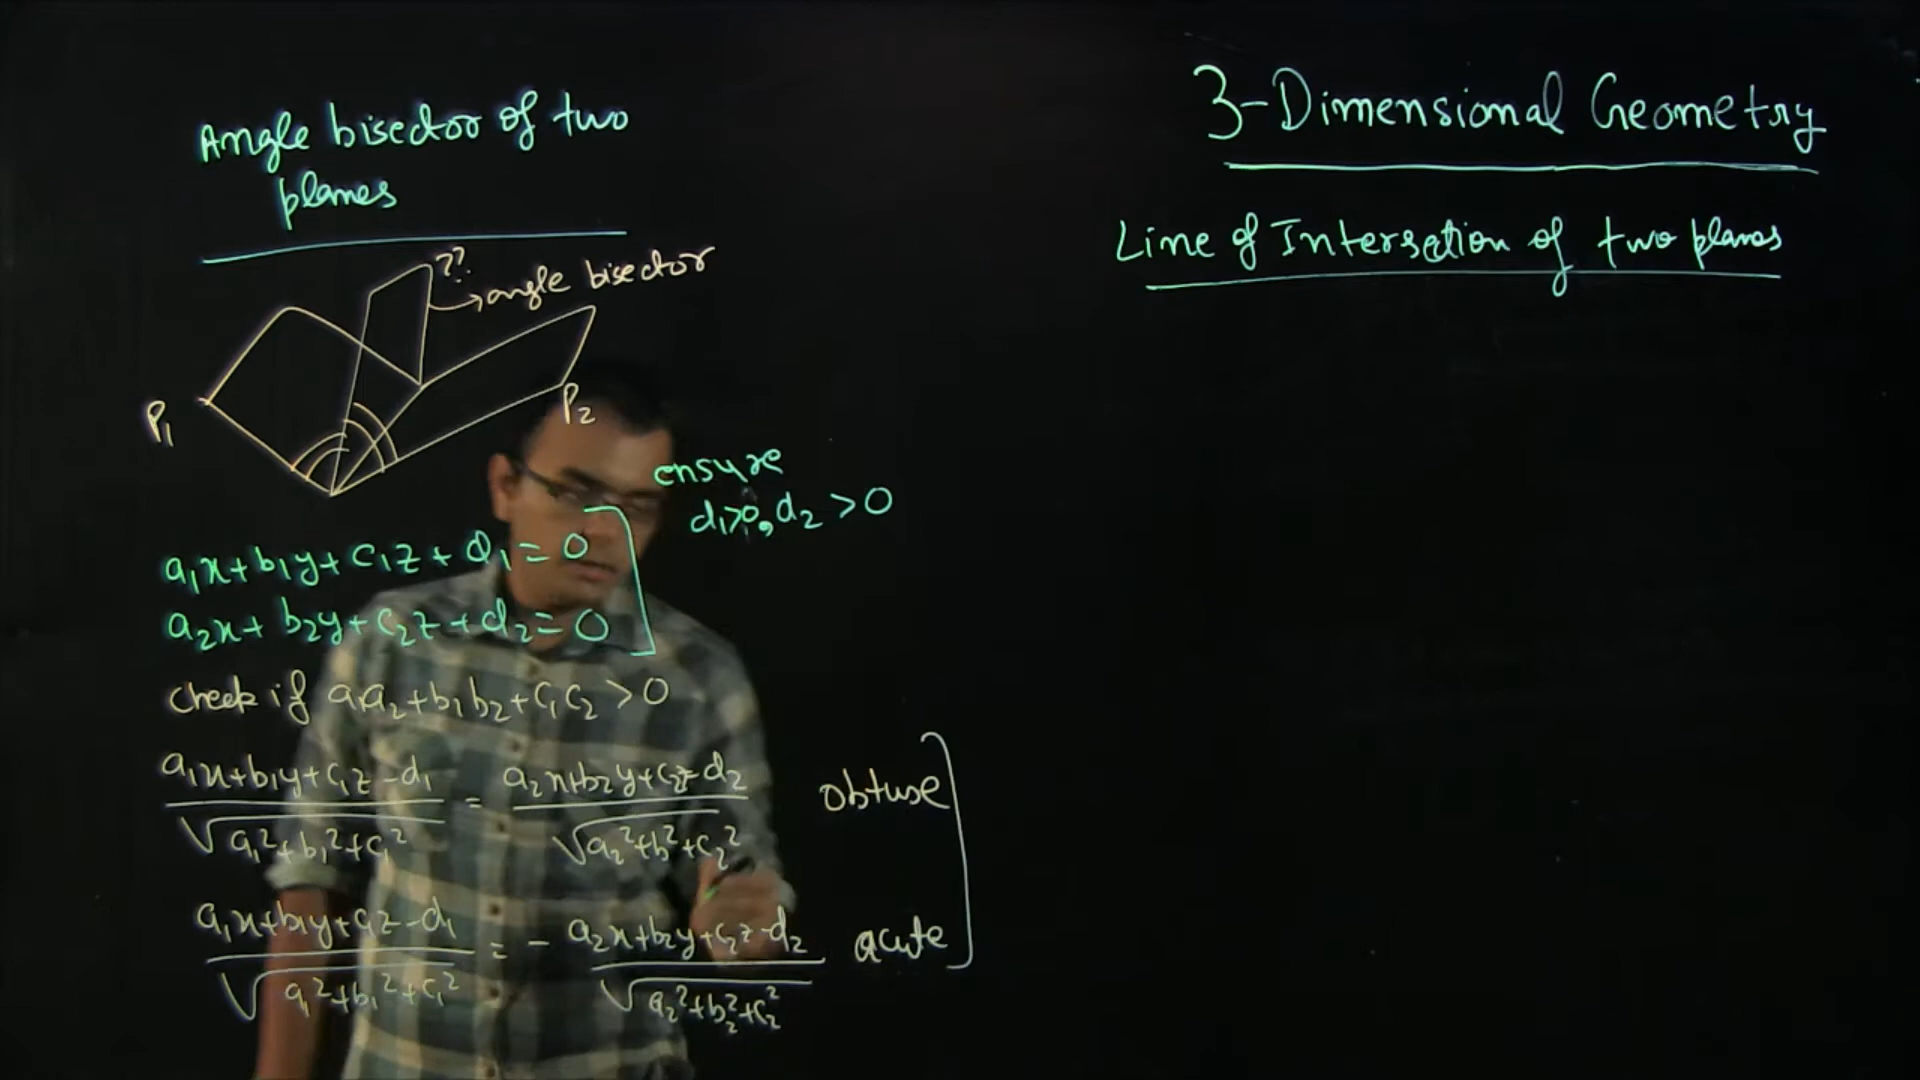 Angle bisector of two
planes
??
→ angle bisector
P₁
P₂
ensure
d₁>0, d₂ > 0
a₁x+b₁y+c₁z+d₁=0
a₂x+b₂y+c₂z+d₂=0
Check if a₁a₂+b₁b₂+c₁c₂ > 0
(a₁x+b₁y+c₁z-d₁)/√(a₁²+b₁²+c₁²) = (a₂x+b₂y+c₂z-d₂)/√(a₂²+b²+c₂²) obtuse
(a₁x+b₁y+c₁z-d₁)/√(a₁²+b₁²+c₁²) = - (a₂x+b₂y+c₂z-d₂)/√(a₂²+b₂²+c₂²) acute
3-Dimensional Geometry
Line of Intersection of two planes